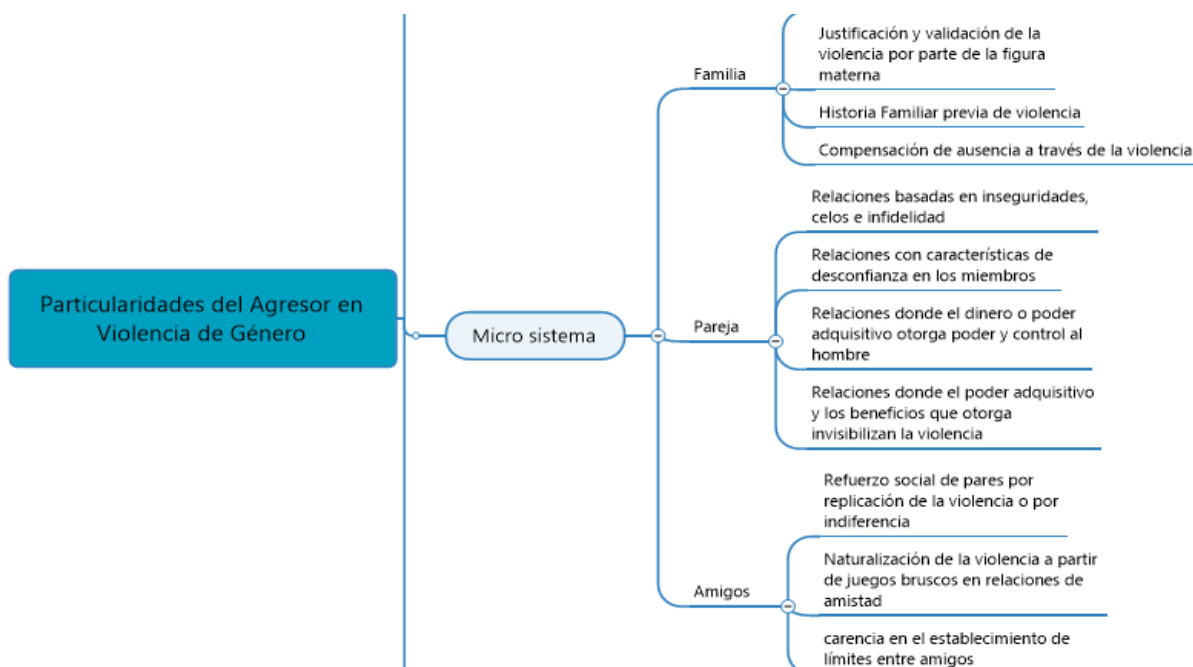 Particularidades del Agresor en
Violencia de Género
Micro sistema
Familia
Justificación y validación de la
violencia por parte de la figura
materna
Historia Familiar previa de violencia
Compensación de ausencia a través de la violencia
Pareja
Relaciones basadas en inseguridades,
celos e infidelidad
Relaciones con características de
desconfianza en los miembros
Relaciones donde el dinero o poder
adquisitivo otorga poder y control al
hombre
Relaciones donde el poder adquisitivo
y los beneficios que otorga
invisibilizan la violencia
Amigos
Refuerzo social de pares por
replicación de la violencia o por
indiferencia
Naturalización de la violencia a partir
de juegos bruscos en relaciones de
amistad
carencia en el establecimiento de
límites entre amigos